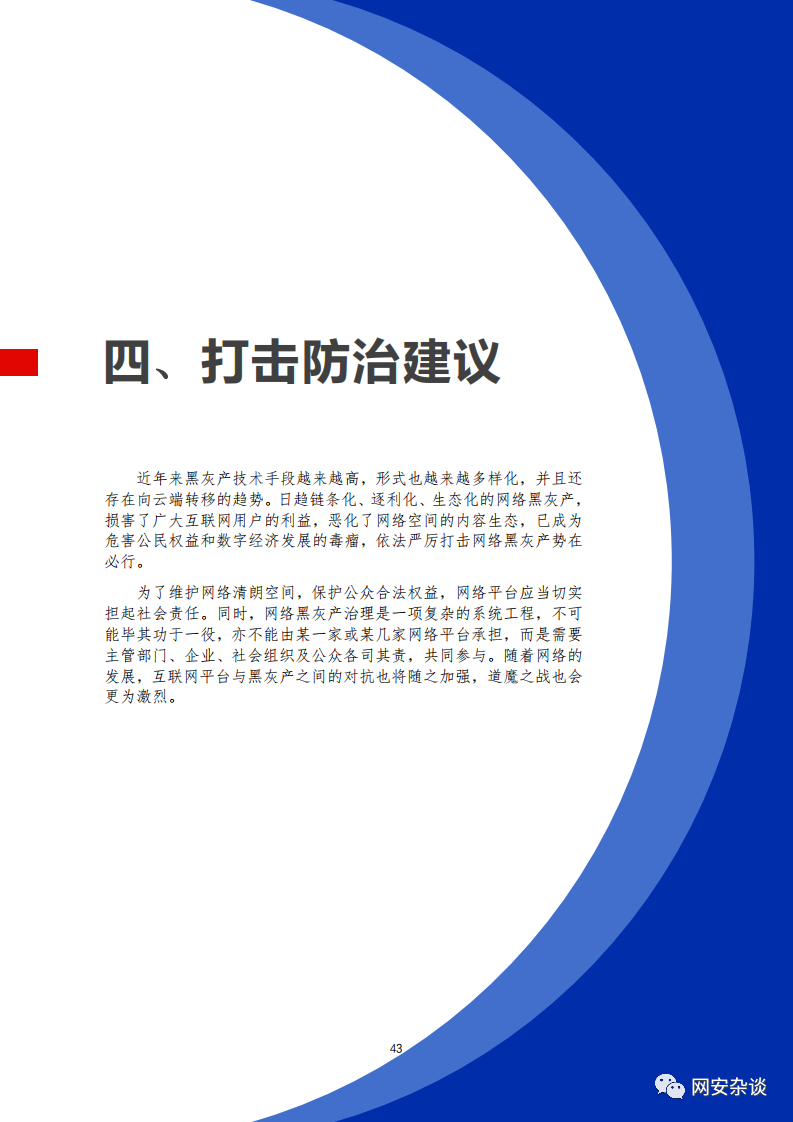 四、打击防治建议
近年来黑灰产技术手段越来越高，形式也越来越多样化，并且还
存在向云端转移的趋势。日趋链条化、逐利化、生态化的网络黑灰产，
损害了广大互联网用户的利益，恶化了网络空间的内容生态，已成为
危害公民权益和数字经济发展的毒瘤，依法严厉打击网络黑灰产势在
必行。
为了维护网络清朗空间，保护公众合法权益，网络平台应当切实
担起社会责任。同时，网络黑灰产治理是一项复杂的系统工程，不可
能毕其功于一役，亦不能由某一家或某几家网络平台承担，而是需要
主管部门、企业、社会组织及公众各司其责，共同参与。随着网络的
发展，互联网平台与黑灰产之间的对抗也将随之加强，道魔之战也会
更为激烈。
43
网安杂谈